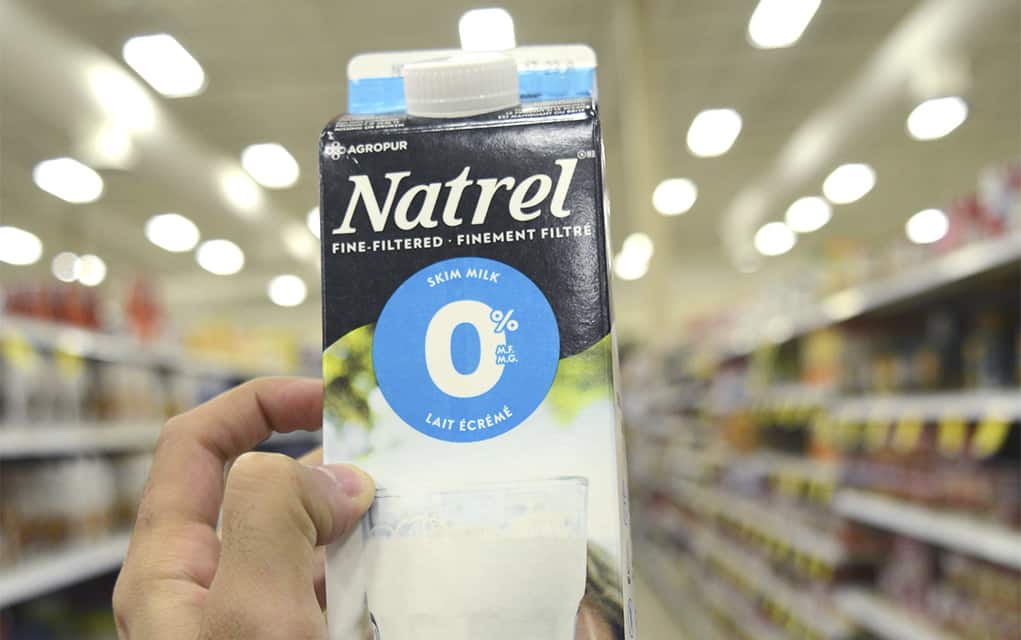 AGROPUR
Natrel
FINE-FILTERED · FINEMENT FILTRÉ
SKIM MILK
0%
M.F.
M.G.
LAIT ÉCRÉMÉ